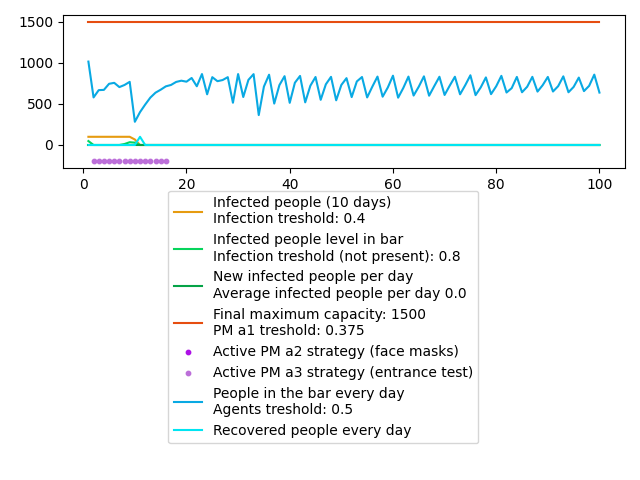 1500
1000
500
0
0 20 40 60 80 100
Infected people (10 days)
Infection treshold: 0.4
Infected people level in bar
Infection treshold (not present): 0.8
New infected people per day
Average infected people per day 0.0
Final maximum capacity: 1500
PM a1 treshold: 0.375
Active PM a2 strategy (face masks)
Active PM a3 strategy (entrance test)
People in the bar every day
Agents treshold: 0.5
Recovered people every day